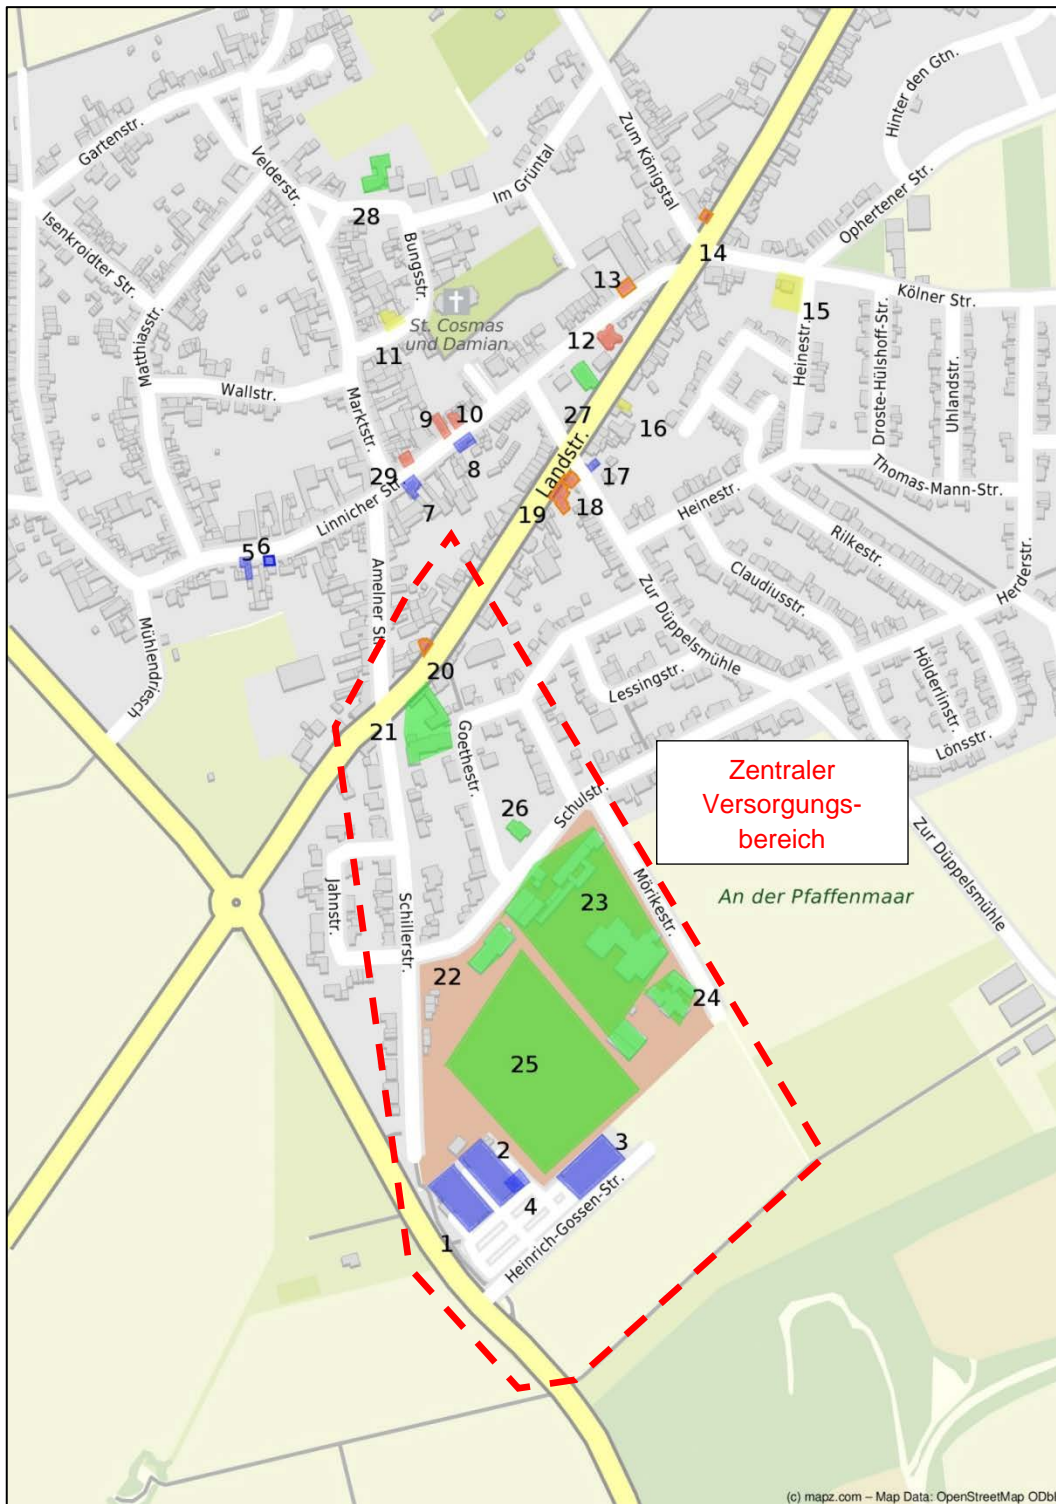 Gartenstr.
Velderstr.
Isenkroidter Str.
Matthiasstr.
Wallstr.
Marktstr.
Bungsstr.
Im Grüntal
Zum Königstal
Hinter den Gtn.
Ophertener Str.
Kölner Str.
28
13
14
15
St. Cosmas
und Damian
11
12
Heinestr.
Droste-Hülshoff-Str.
Uhlandstr.
9
10
27
16
8
29
Linnicher Str.
7
Landstr.
17
18
19
Heinestr.
Thomas-Mann-Str.
Rilkestr.
Claudiusstr.
Herderstr.
5
6
Amelner Str.
Mühlendriesch
Zur Düppelsmühle
Lessingstr.
Hölderlinstr.
Lönsstr.
20
21
Goethestr.
26
Schulstr.
Zentraler
Versorgungs-
bereich
Zur Düppelsmühle
An der Pfaffenmaar
Jahnstr.
Schillerstr.
23
Mörikestr.
22
24
25
2
3
4
1
Heinrich-Gossen-Str.
(c) mapz.com – Map Data: OpenStreetMap ODbL